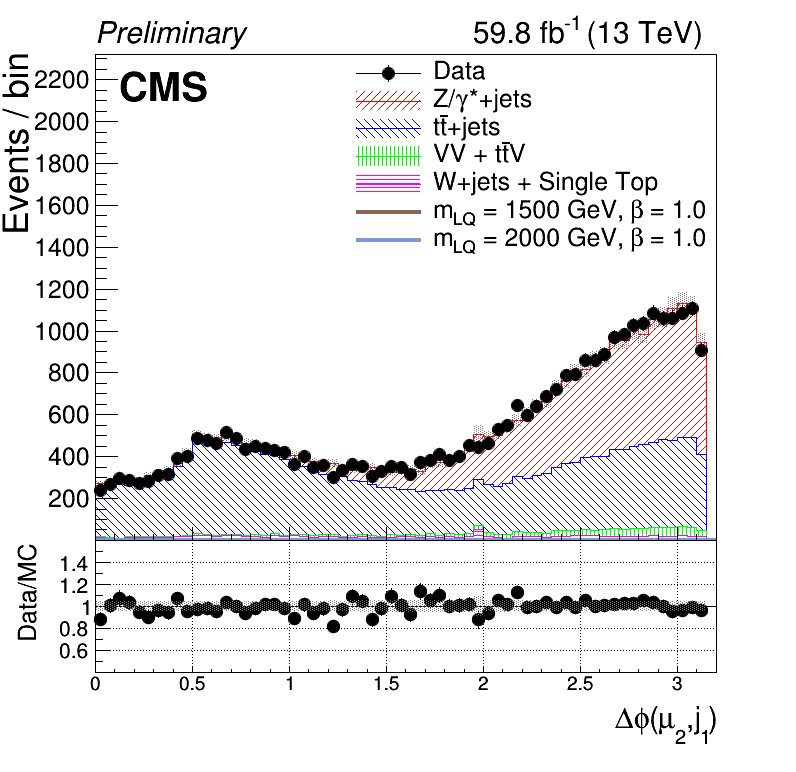 Preliminary 59.8 fb-1 (13 TeV)
CMS
Data
Z/γ*+jets
tt̄+jets
VV + tt̄V
W+jets + Single Top
mLQ = 1500 GeV, β = 1.0
mLQ = 2000 GeV, β = 1.0
Events / bin
2200
2000
1800
1600
1400
1200
1000
800
600
400
200
Data/MC
1.4
1.2
1
0.8
0.6
0 0.5 1 1.5 2 2.5 3
Δϕ(μ2,j1)